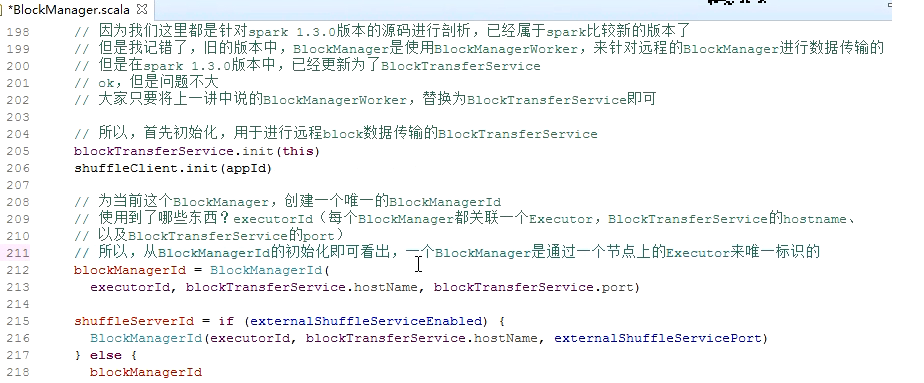 *BlockManager.scala
198 // 因为我们这里都是针对spark 1.3.0版本的源码进行剖析，已经属于spark比较新的版本了
199 // 但是我记错了，旧的版本中，BlockManager是使用BlockManagerWorker，来针对远程的BlockManager进行数据传输的
200 // 但是在spark 1.3.0版本中，已经更新为了BlockTransferService
201 // ok，但是问题不大
202 // 大家只要将上一讲中说的BlockManagerWorker，替换为BlockTransferService即可
203
204 // 所以，首先初始化，用于进行远程block数据传输的BlockTransferService
205 blockTransferService.init(this)
206 shuffleClient.init(appId)
207
208 // 为当前这个BlockManager，创建一个唯一的BlockManagerId
209 // 使用到了哪些东西？executorId（每个BlockManager都关联一个Executor，BlockTransferService的hostname、
210 // 以及BlockTransferService的port）
211 // 所以，从BlockManagerId的初始化即可看出，一个BlockManager是通过一个节点上的Executor来唯一标识的
212 blockManagerId = BlockManagerId(
213 executorId, blockTransferService.hostName, blockTransferService.port)
214
215 shuffleServerId = if (externalShuffleServiceEnabled) {
216 BlockManagerId(executorId, blockTransferService.hostName, externalShuffleServicePort)
217 } else {
218 blockManagerId